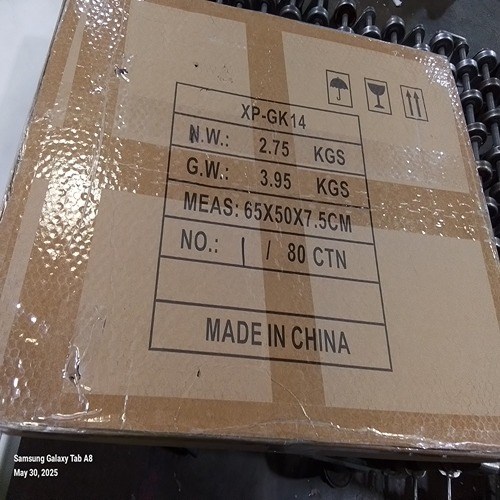 XP-GK14
N.W.: 2.75 KGS
G.W.: 3.95 KGS
MEAS: 65X50X7.5CM
NO.: 1 / 80 CTN
MADE IN CHINA
Samsung Galaxy Tab A8
May 30, 2025